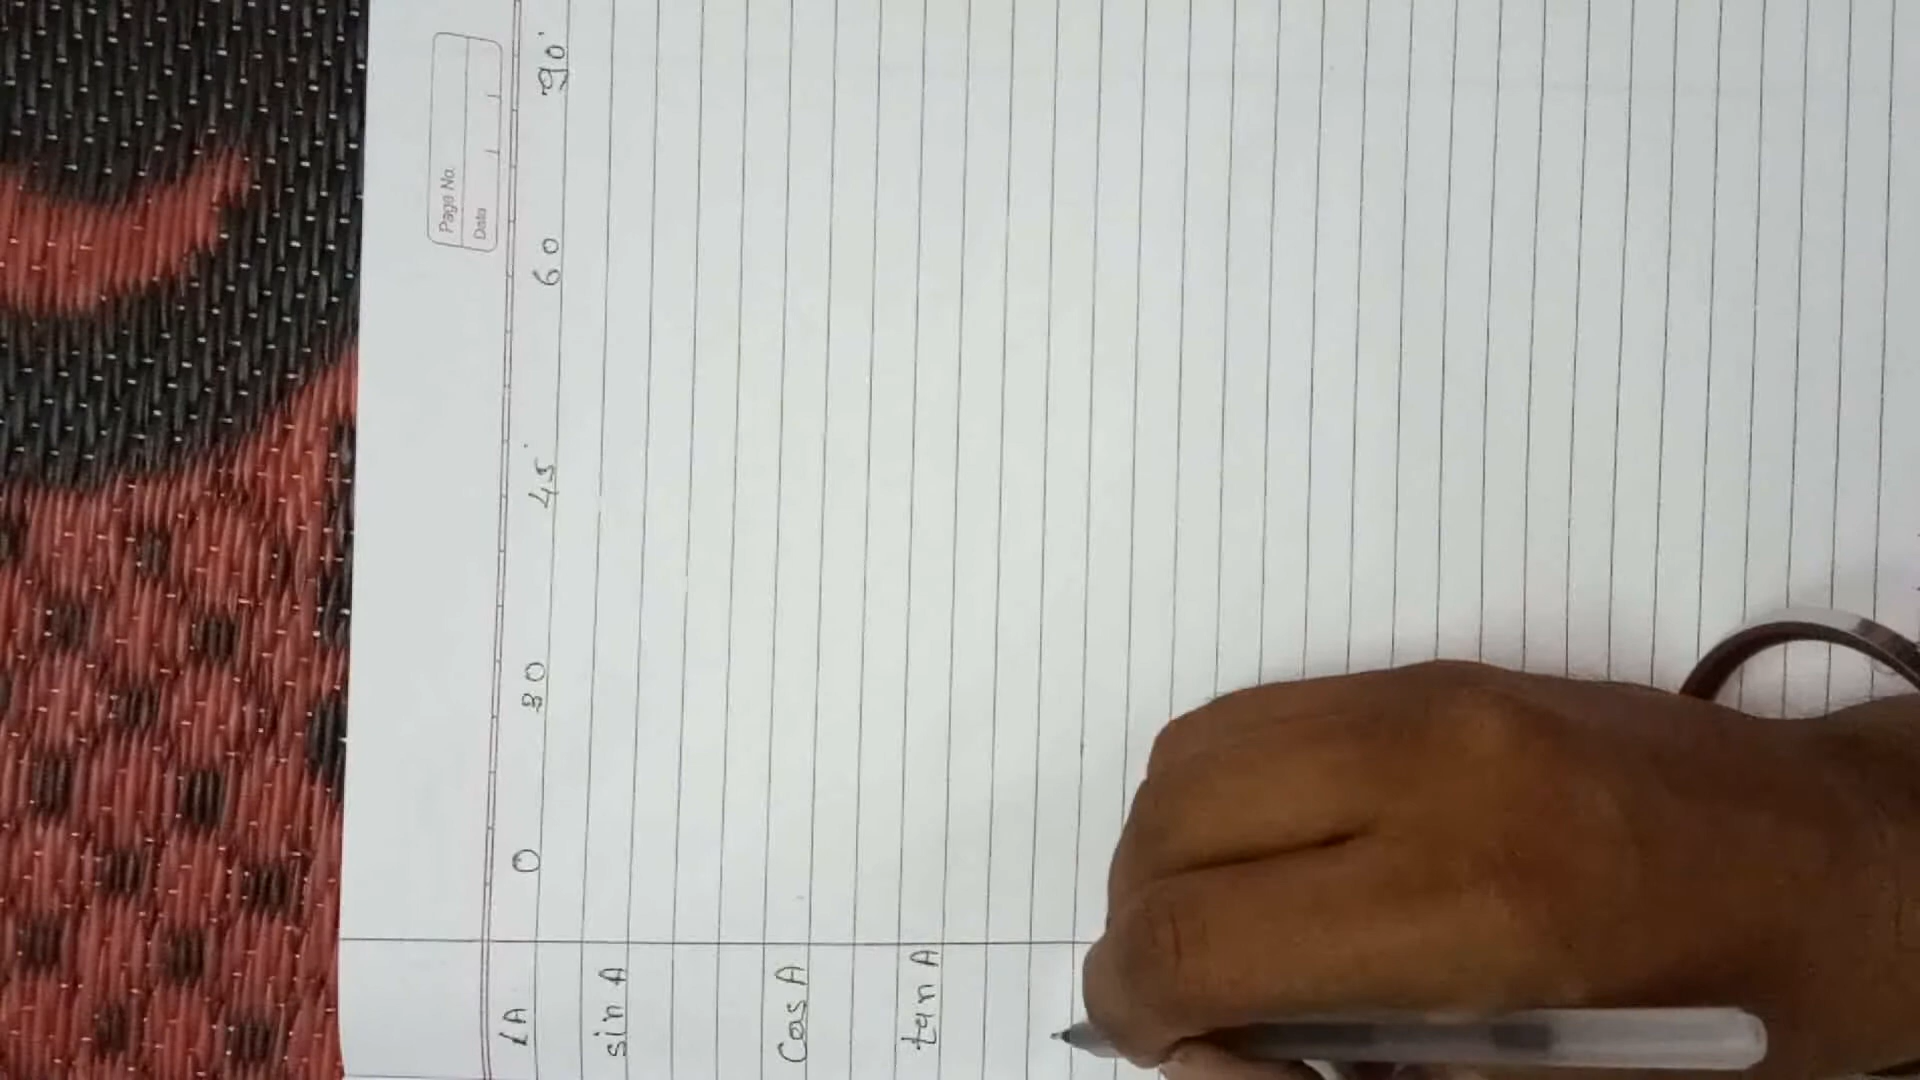 Page No.
Date
∠A 0 30 45° 60 90°
sin A
Cos A
tan A